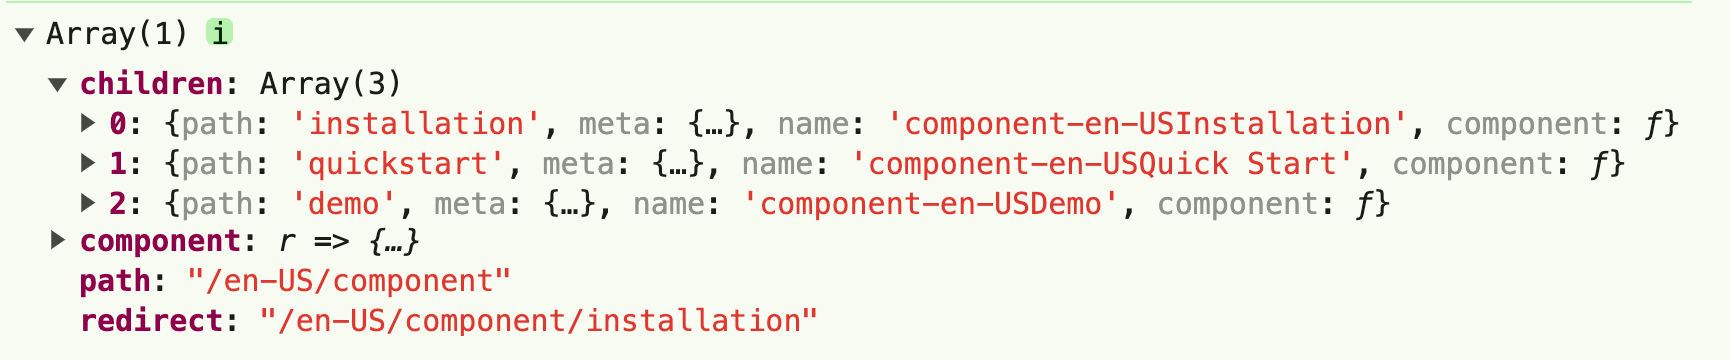 ▼ Array(1) i
▼ children: Array(3)
▶ 0: {path: 'installation', meta: {…}, name: 'component-en-USInstallation', component: ƒ}
▶ 1: {path: 'quickstart', meta: {…}, name: 'component-en-USQuick Start', component: ƒ}
▶ 2: {path: 'demo', meta: {…}, name: 'component-en-USDemo', component: ƒ}
▶ component: r => {…}
path: "/en-US/component"
redirect: "/en-US/component/installation"